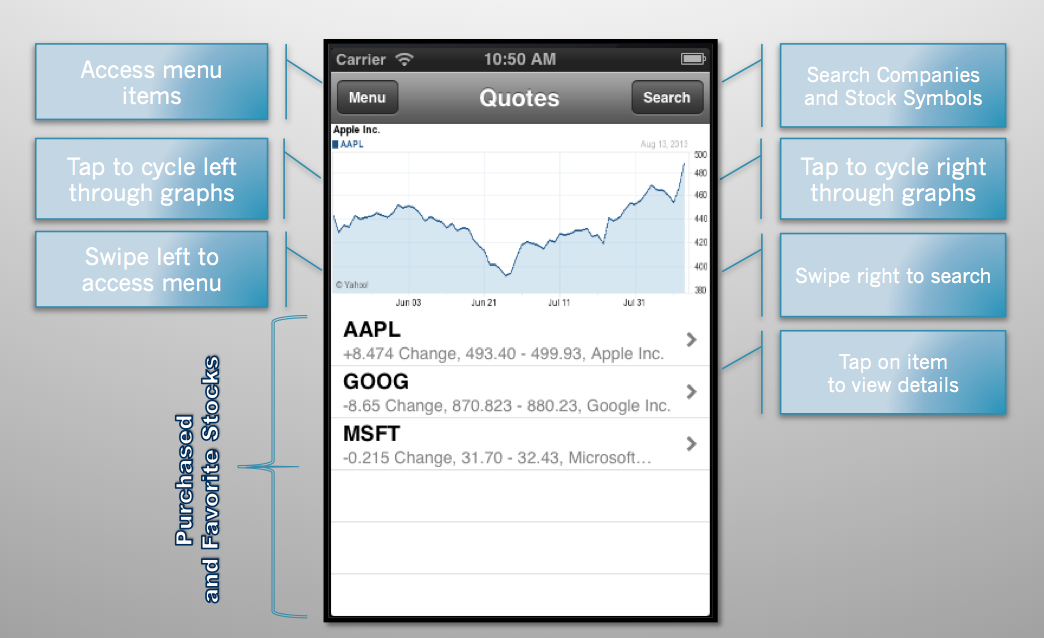 Access menu
items
Tap to cycle left
through graphs
Swipe left to
access menu
Purchased
and Favorite Stocks
Carrier 10:50 AM
Menu Quotes Search
Apple Inc.
AAPL Aug 13, 2013
500
480
460
440
420
400
380
© Yahoo!
Jun 03 Jun 21 Jul 11 Jul 31
AAPL
+8.474 Change, 493.40 - 499.93, Apple Inc.
GOOG
-8.65 Change, 870.823 - 880.23, Google Inc.
MSFT
-0.215 Change, 31.70 - 32.43, Microsoft...
Search Companies
and Stock Symbols
Tap to cycle right
through graphs
Swipe right to search
Tap on item
to view details